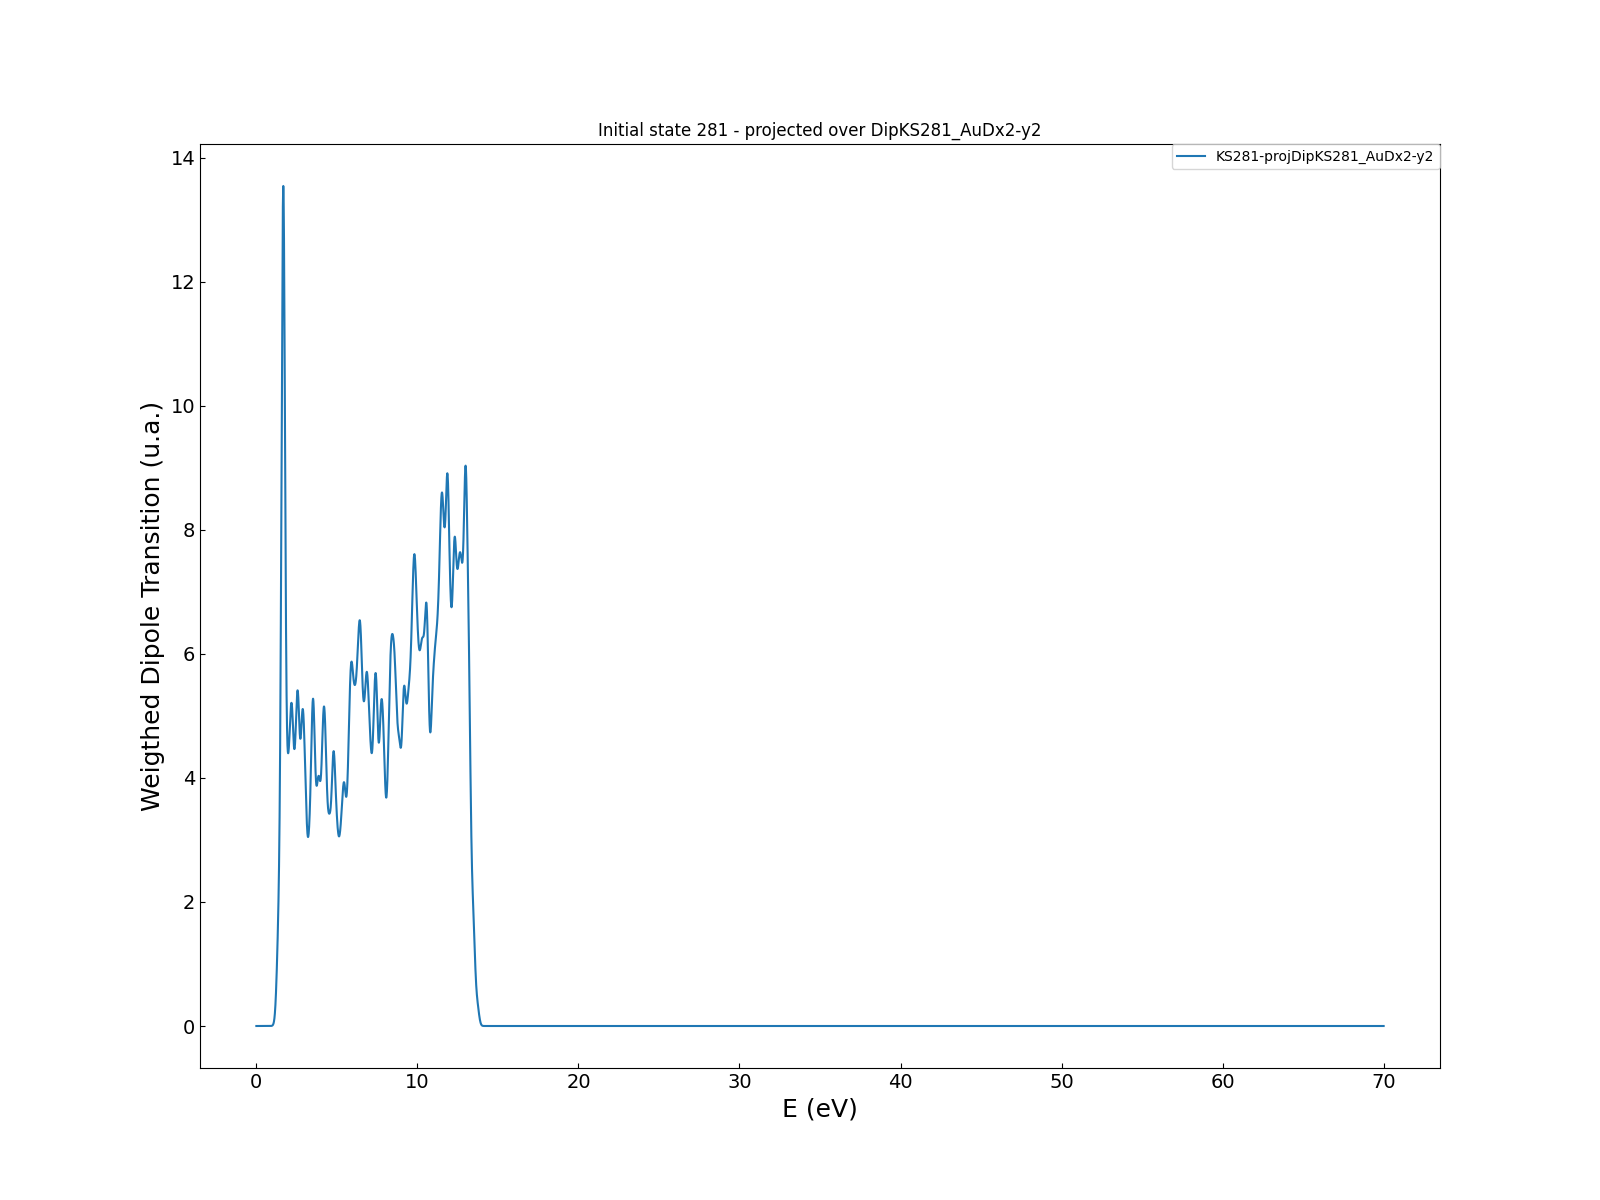 Initial state 281 - projected over DipKS281_AuDx2-y2
KS281-projDipKS281_AuDx2-y2
14
12
10
8
6
4
2
0
Weigthed Dipole Transition (u.a.)
0 10 20 30 40 50 60 70
E (eV)